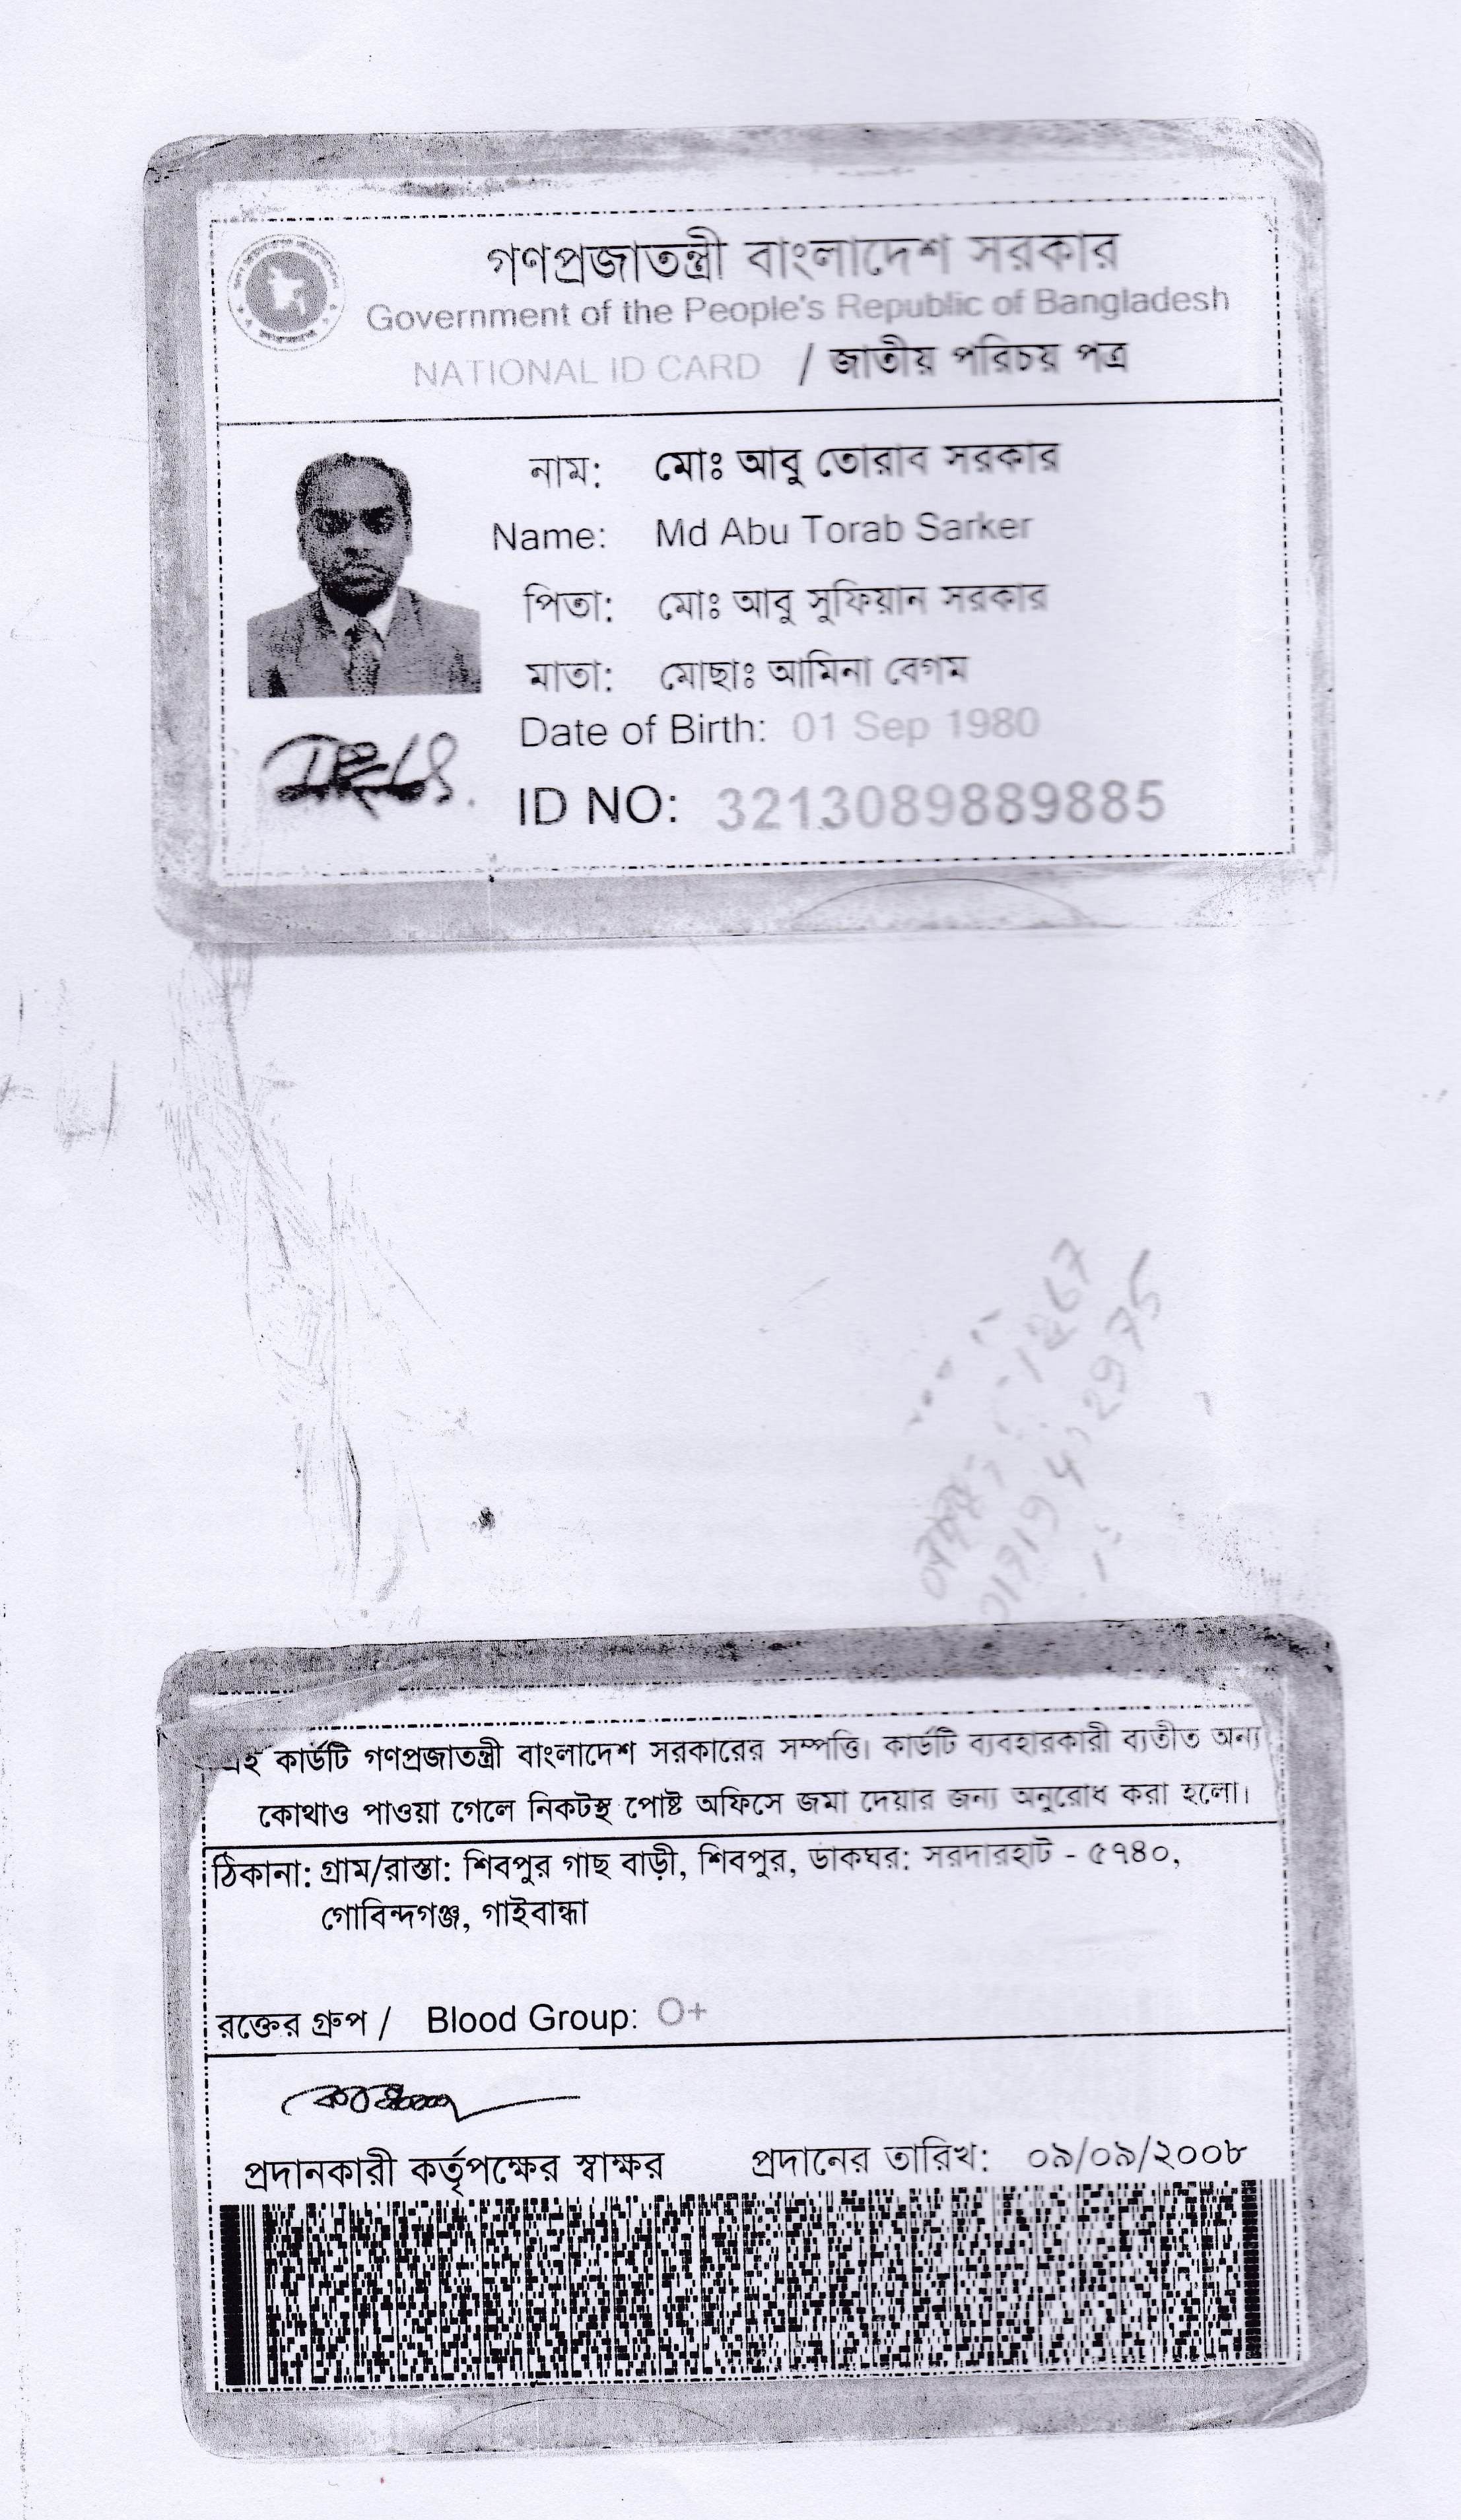 গণপ্রজাতন্ত্রী বাংলাদেশ সরকার
Government of the People's Republic of Bangladesh
NATIONAL ID CARD / জাতীয় পরিচয় পত্র
নাম: মোঃ আবু তোরাব সরকার
Name: Md Abu Torab Sarker
পিতা: মোঃ আবু সুফিয়ান সরকার
মাতা: মোছাঃ আমিনা বেগম
Date of Birth: 01 Sep 1980
ID NO: 3213089889885
এই কার্ডটি গণপ্রজাতন্ত্রী বাংলাদেশ সরকারের সম্পত্তি। কার্ডটি ব্যবহারকারী ব্যতীত অন্য
কোথাও পাওয়া গেলে নিকটস্থ পোষ্ট অফিসে জমা দেয়ার জন্য অনুরোধ করা হলো।
ঠিকানা: গ্রাম/রাস্তা: শিবপুর গাছ বাড়ী, শিবপুর, ডাকঘর: সরদারহাট - ৫৭৪০,
গোবিন্দগঞ্জ, গাইবান্ধা
রক্তের গ্রুপ / Blood Group: O+
প্রদানকারী কর্তৃপক্ষের স্বাক্ষর প্রদানের তারিখ: ০৯/০৯/২০০৮